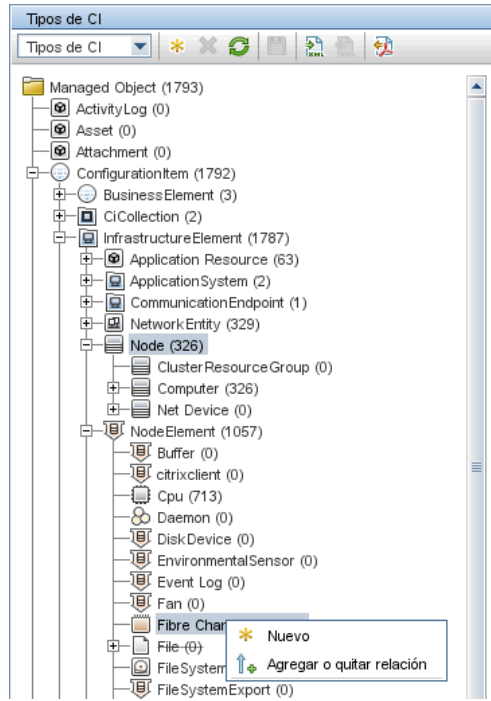 Tipos de CI
Tipos de CI
XML
XML
Managed Object (1793)
ActivityLog (0)
Asset (0)
Attachment (0)
ConfigurationItem (1792)
BusinessElement (3)
CiCollection (2)
InfrastructureElement (1787)
Application Resource (63)
ApplicationSystem (2)
CommunicationEndpoint (1)
NetworkEntity (329)
Node (326)
ClusterResourceGroup (0)
Computer (326)
Net Device (0)
NodeElement (1057)
Buffer (0)
citrixclient (0)
Cpu (713)
Daemon (0)
DiskDevice (0)
EnvironmentalSensor (0)
Event Log (0)
Fan (0)
Fibre Chan
Nuevo
File (0)
Agregar o quitar relación
FileSystem
FileSystemExport (0)